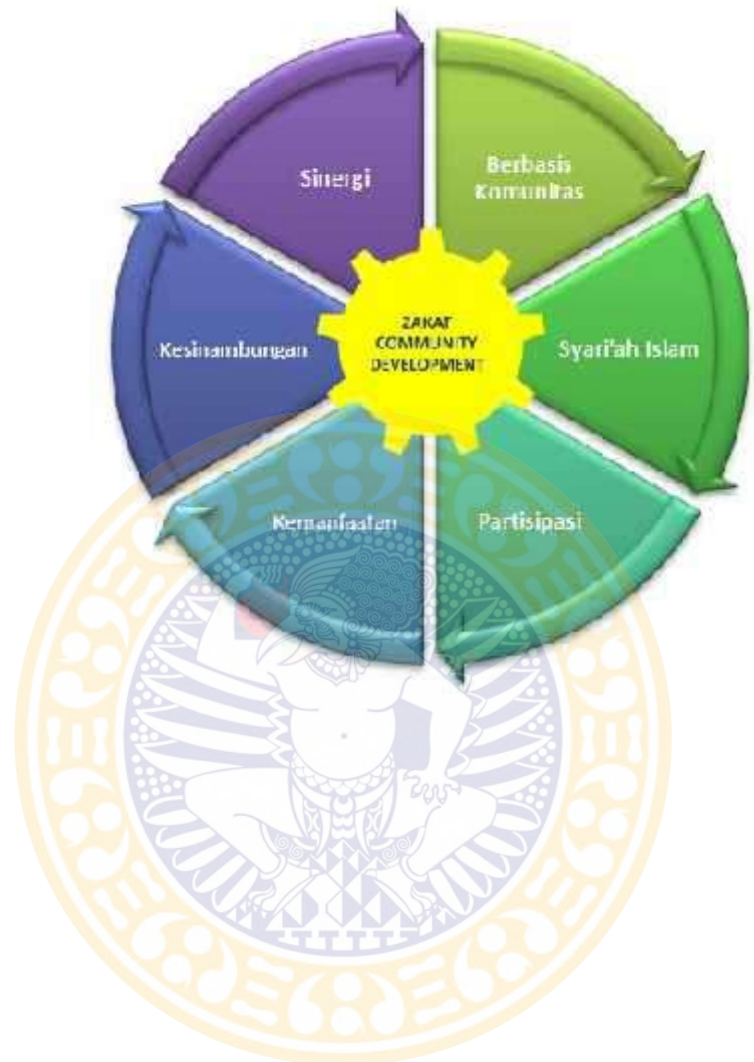 Sinergi
Berbasis
Komunitas
Kesinambungan
ZAKAT
COMMUNITY
DEVELOPMENT
Syari'ah Islam
Kemanfaatan
Partisipasi